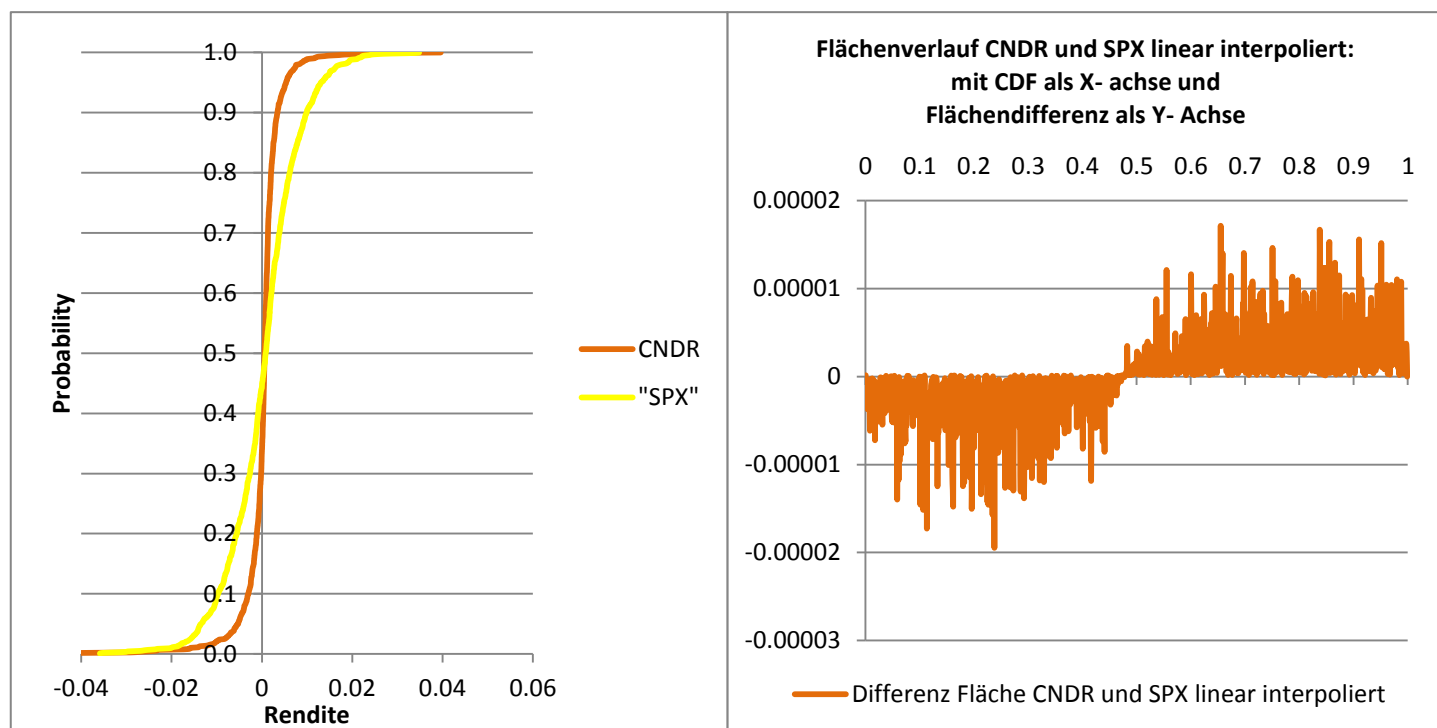 1.0
0.9
0.8
0.7
0.6
0.5
0.4
0.3
0.2
0.1
0.0
Probability
-0.04 -0.02 0 0.02 0.04 0.06
Rendite
CNDR
"SPX"
Flächenverlauf CNDR und SPX linear interpoliert:
mit CDF als X- achse und
Flächendifferenz als Y- Achse
0 0.1 0.2 0.3 0.4 0.5 0.6 0.7 0.8 0.9 1
0.00002
0.00001
0
-0.00001
-0.00002
-0.00003
Differenz Fläche CNDR und SPX linear interpoliert